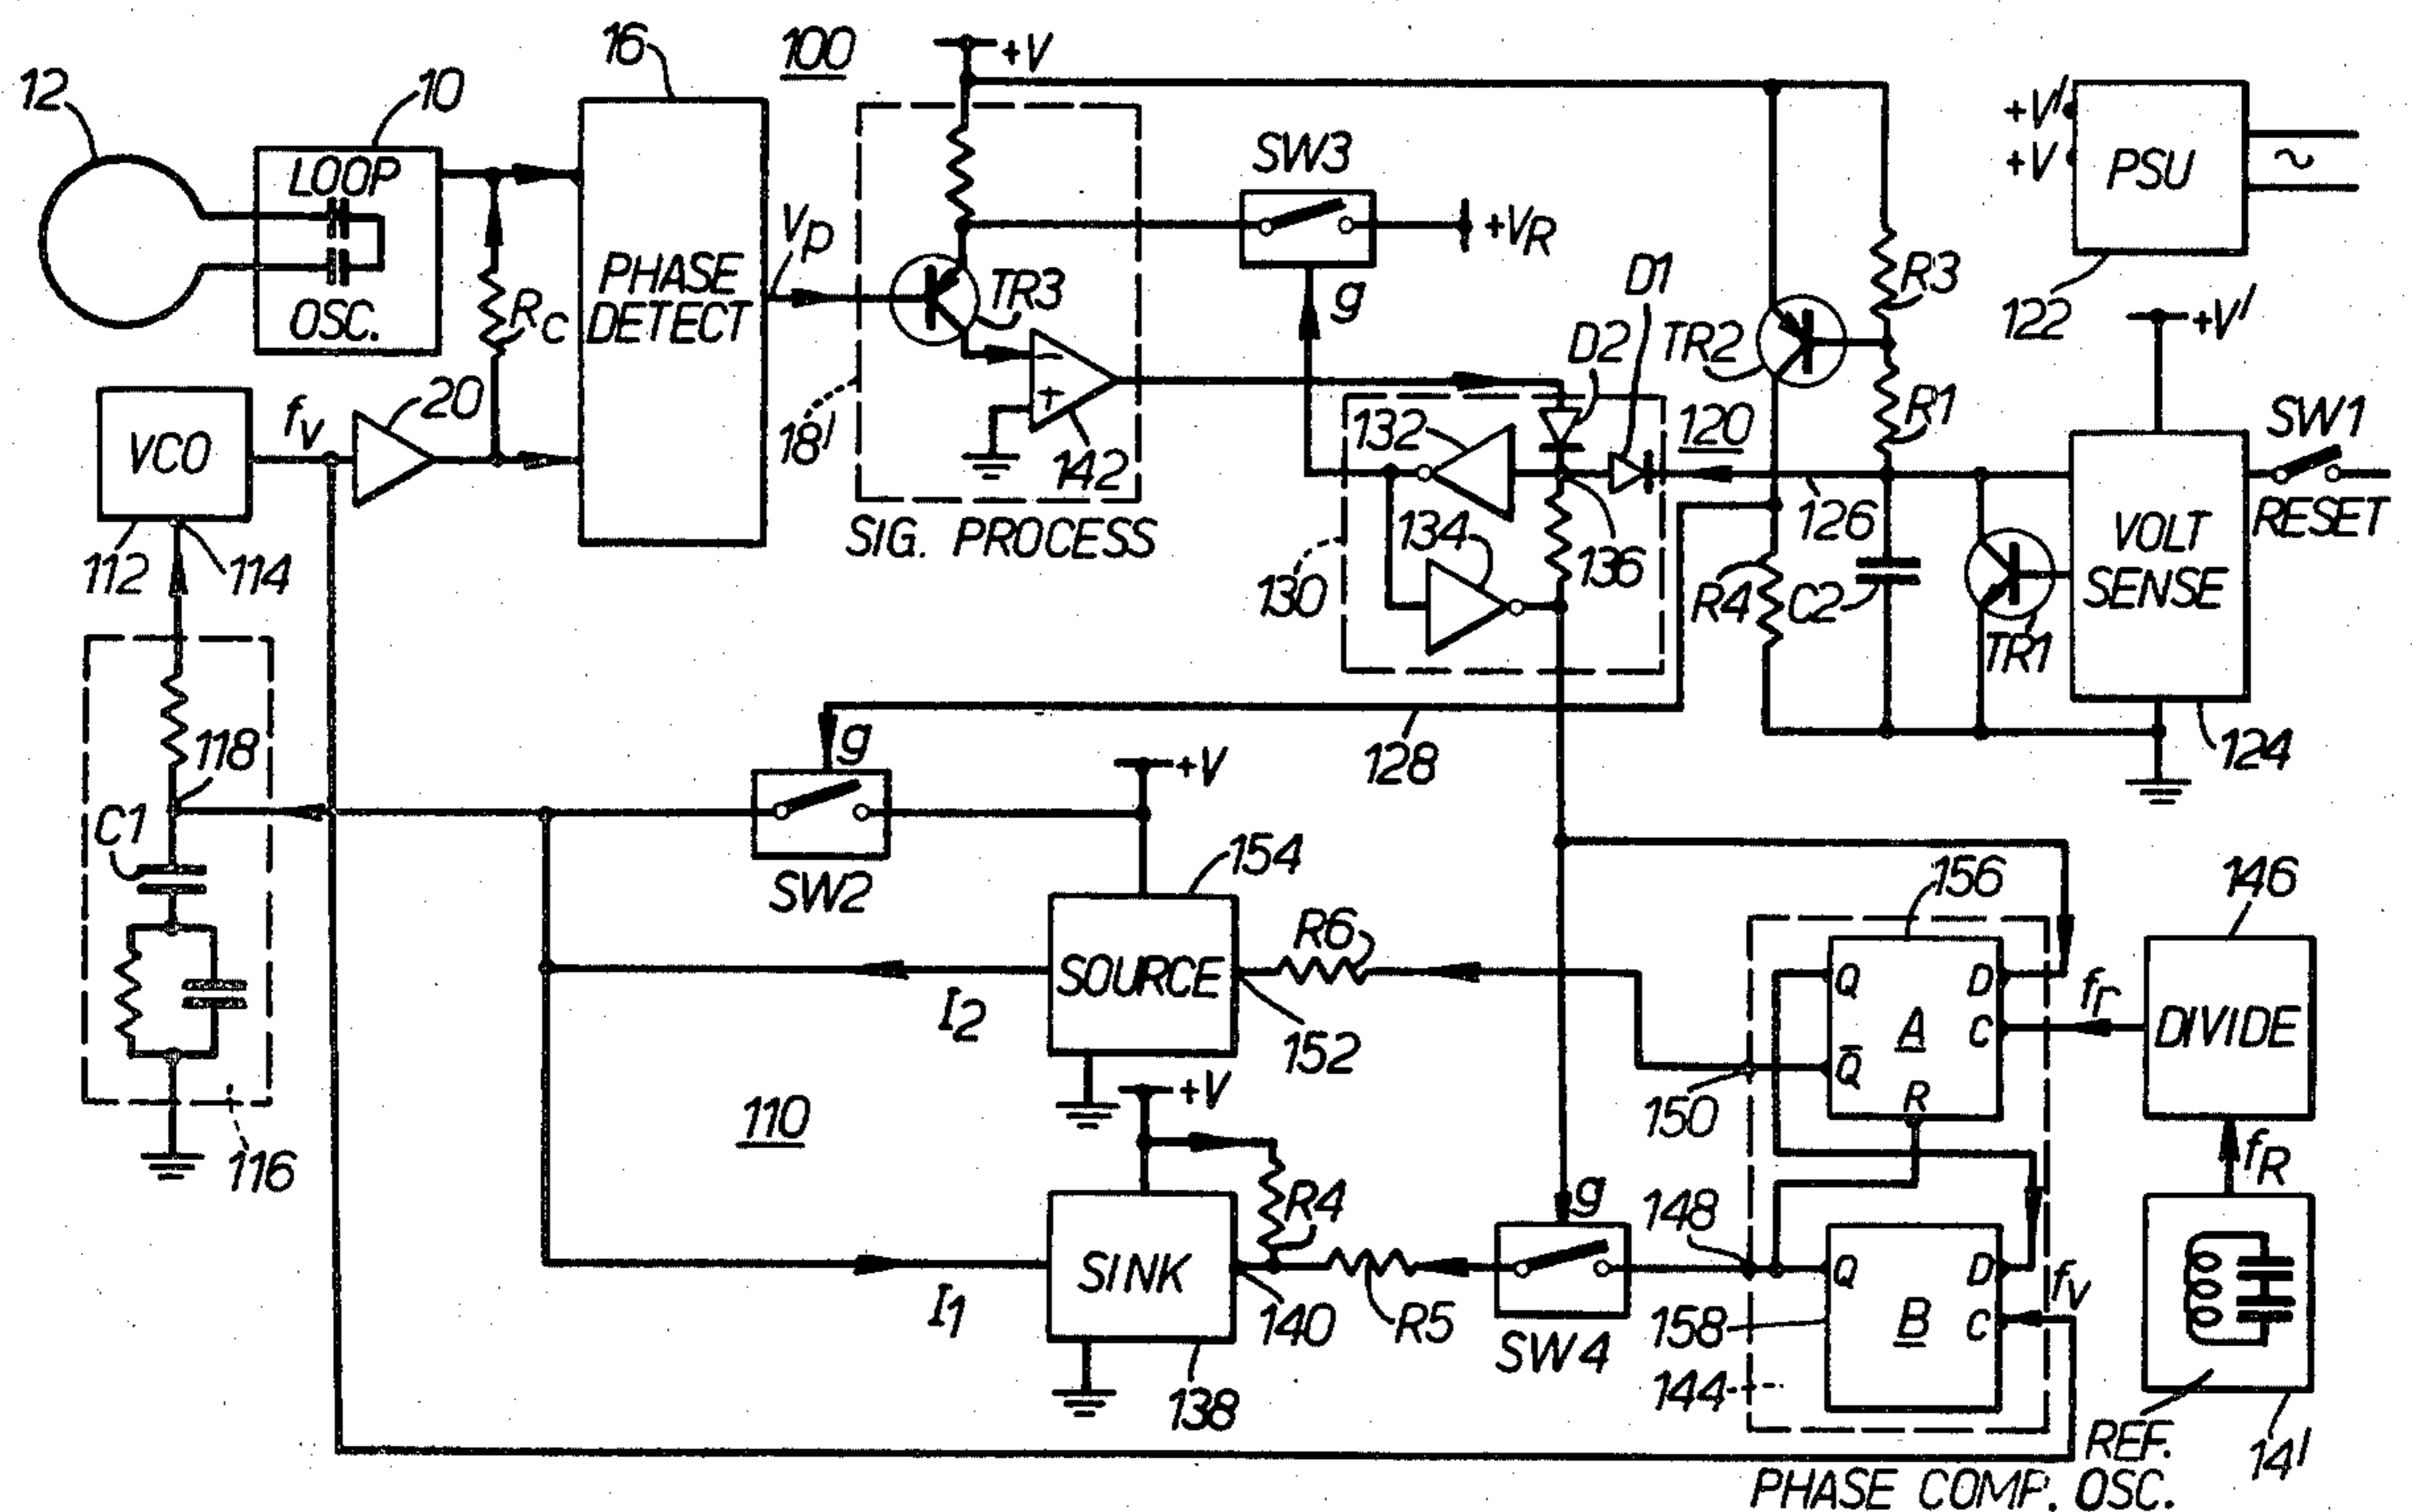 12
10
LOOP
OSC.
16
100
+V
PHASE
DETECT
Vp
RC
20
VCO
fv
112
114
18'
TR3
142
SIG. PROCESS
SW3
g
+VR
D1
D2
TR2
120
R3
R1
132
134
136
130
126
R4
C2
TR1
+V'
+V
PSU
~
122
+V'
SW1
RESET
VOLT
SENSE
124
128
g
SW2
+V
118
C1
116
110
154
SOURCE
I2
R6
152
+V
R4
SINK
I1
140
138
R5
g
SW4
148
150
156
Q
D
A
C
Q̅
R
158
Q
D
B
C
fv
144
146
fr
DIVIDE
fR
REF.
OSC.
14'
PHASE COMP.